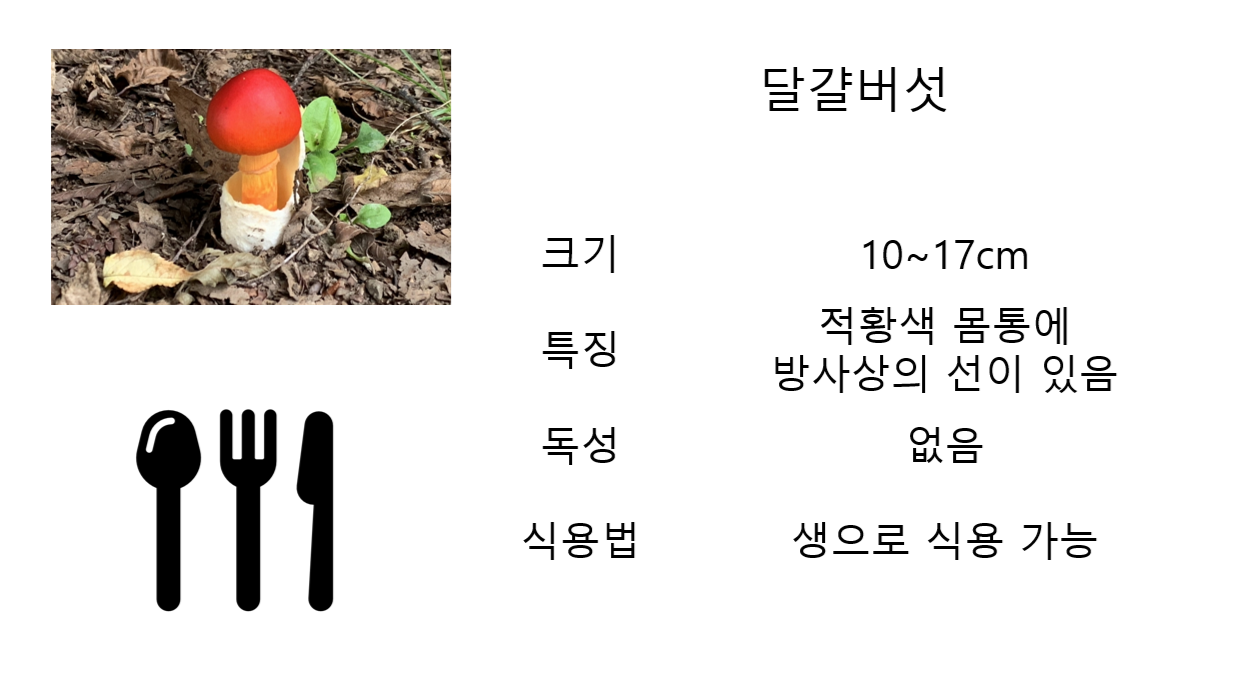 달걀버섯
크기 10~17cm
특징 적황색 몸통에
방사상의 선이 있음
독성 없음
식용법 생으로 식용 가능